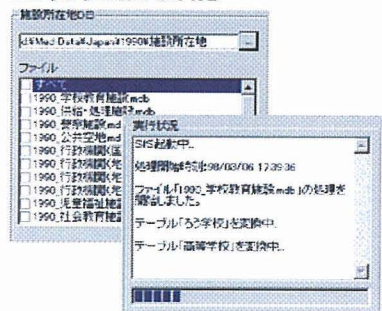 施設所在地DB
d:¥Mad Data¥Japan¥1990¥施設所在地
...
ファイル
すべて
1990_学校教育施設.mdb
1990_供給・処理施設.mdb
1990_警察施設.md
1990_公共空地.md
1990_行政機関(国
1990_行政機関(地
1990_行政機関(地
1990_行政機関(地
1990_児童福祉施
1990_社会教育施
実行状況
SIS起動中..
処理開始時刻:98/03/06 17:39:36
ファイル「1990_学校教育施設.mdb」の処理を
開始しました。
テーブル「ろう学校」を変換中..
テーブル「高等学校」を変換中..